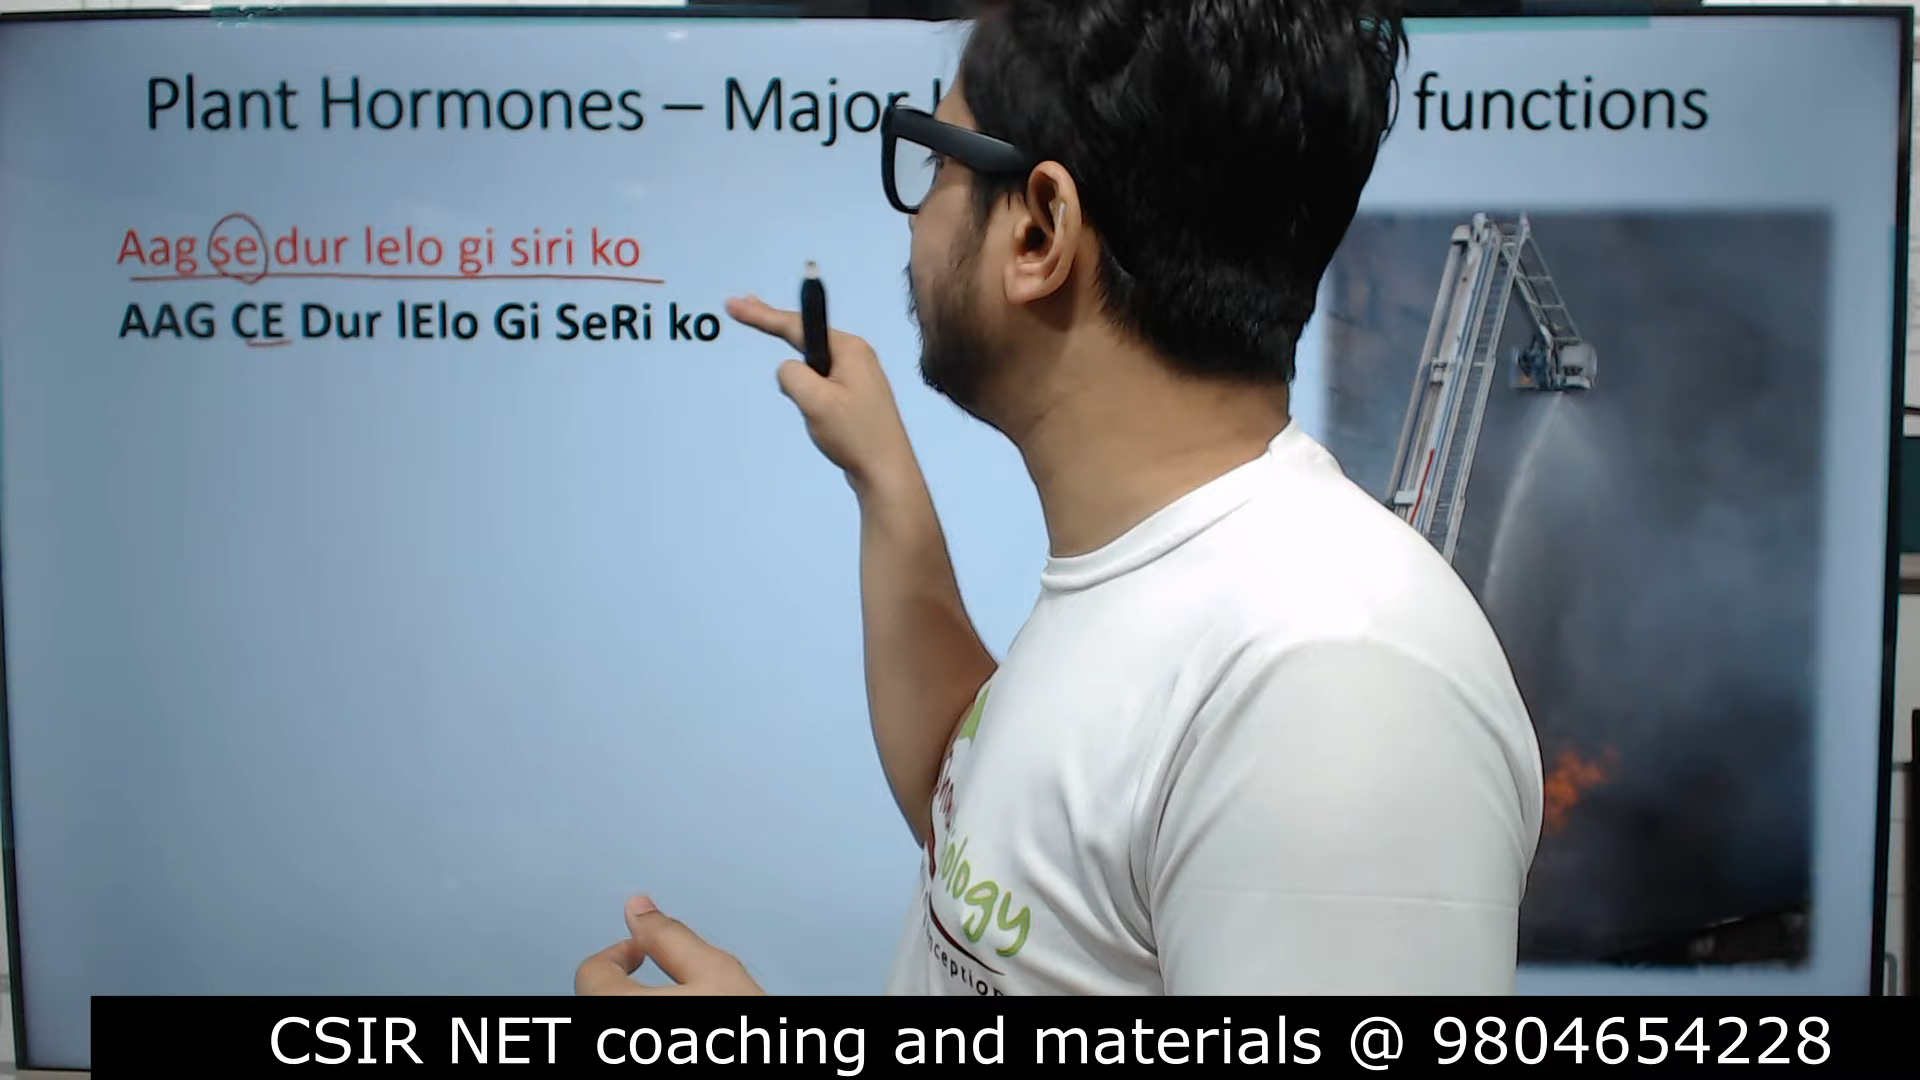 Plant Hormones – Major functions
Aag se dur lelo gi siri ko
AAG CE Dur lElo Gi SeRi ko
ology
CSIR NET coaching and materials @ 9804654228